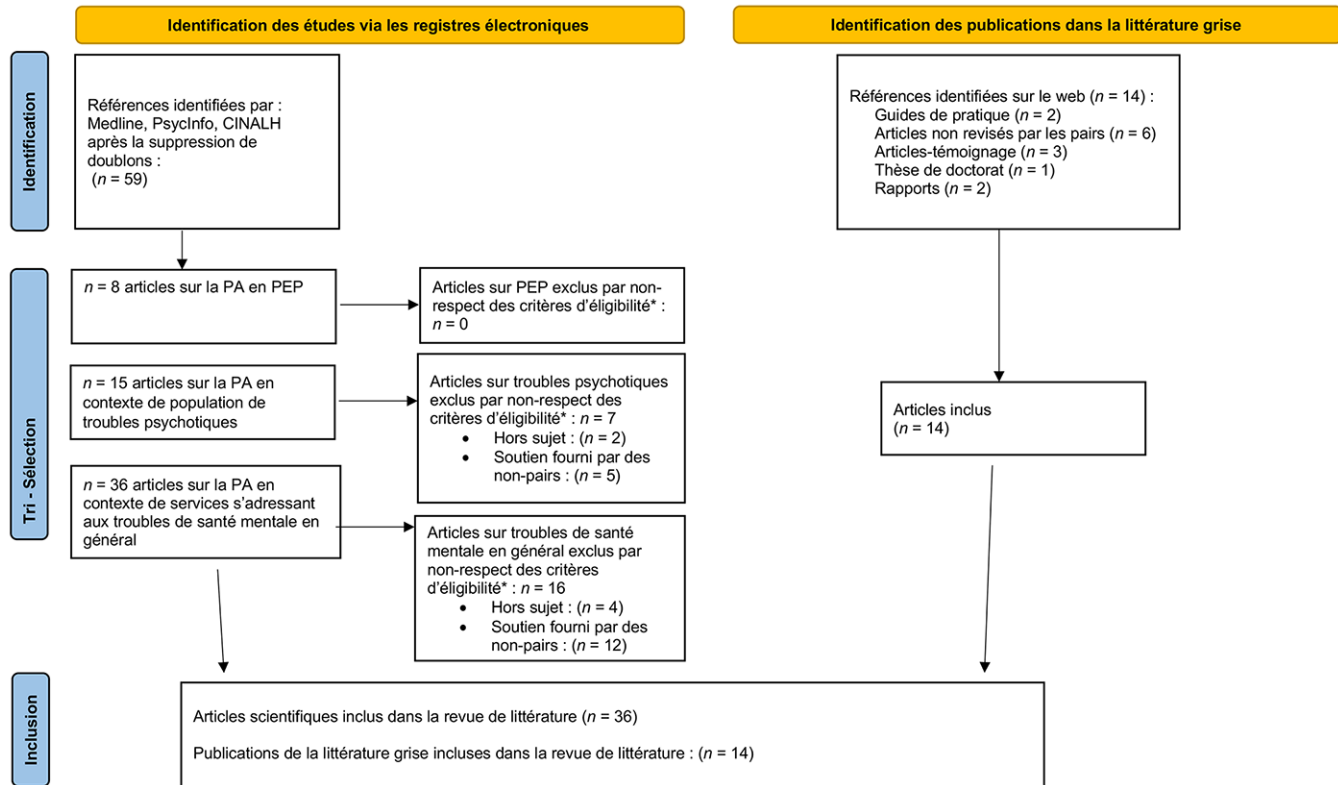 Identification des études via les registres électroniques
Identification des publications dans la littérature grise
Identification
Références identifiées par :
Medline, PsycInfo, CINALH
après la suppression de
doublons :
(n = 59)
Références identifiées sur le web (n = 14) :
Guides de pratique (n = 2)
Articles non revisés par les pairs (n = 6)
Articles-témoignage (n = 3)
Thèse de doctorat (n = 1)
Rapports (n = 2)
Tri - Sélection
n = 8 articles sur la PA en PEP
Articles sur PEP exclus par non-
respect des critères d'éligibilité* :
n = 0
n = 15 articles sur la PA en
contexte de population de
troubles psychotiques
Articles sur troubles psychotiques
exclus par non-respect des
critères d'éligibilité* : n = 7
• Hors sujet : (n = 2)
• Soutien fourni par des
non-pairs : (n = 5)
Articles inclus
(n = 14)
n = 36 articles sur la PA en
contexte de services s'adressant
aux troubles de santé mentale en
général
Articles sur troubles de santé
mentale en général exclus par
non-respect des critères
d'éligibilité* : n = 16
• Hors sujet : (n = 4)
• Soutien fourni par des
non-pairs : (n = 12)
Inclusion
Articles scientifiques inclus dans la revue de littérature (n = 36)
Publications de la littérature grise incluses dans la revue de littérature : (n = 14)